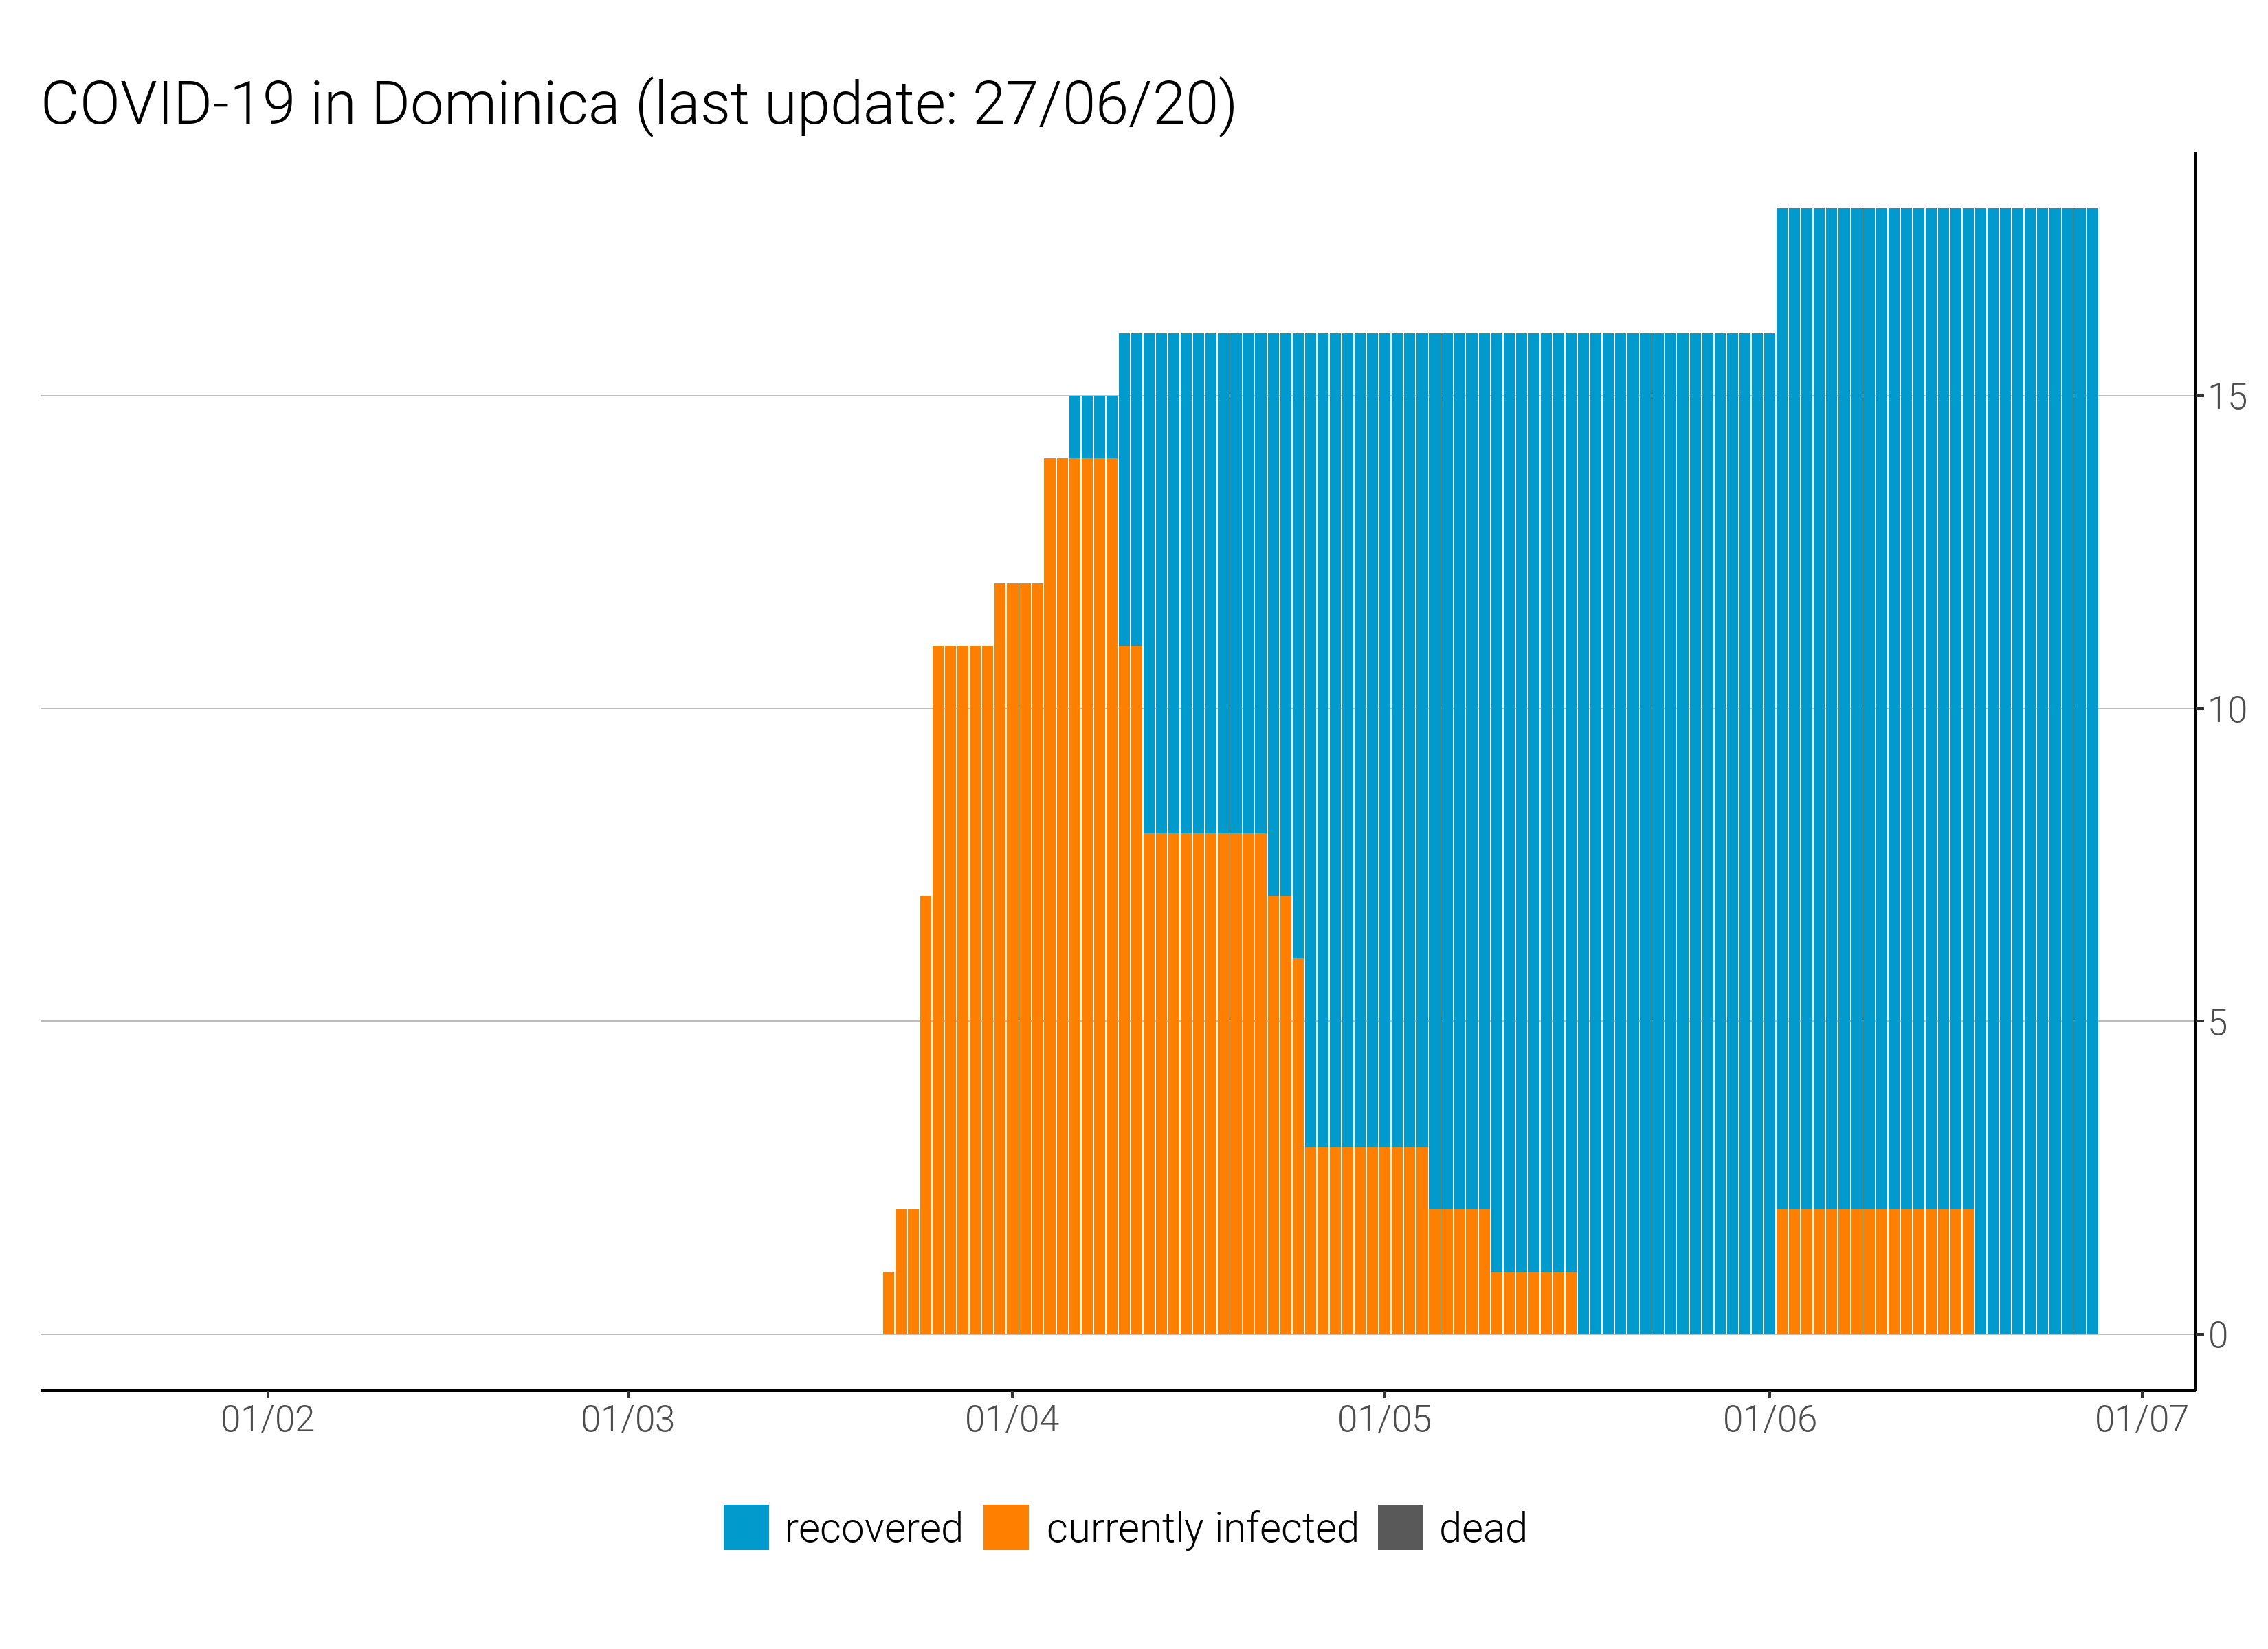 COVID-19 in Dominica (last update: 27/06/20)
15
10
5
0
01/02 01/03 01/04 01/05 01/06 01/07
recovered currently infected dead